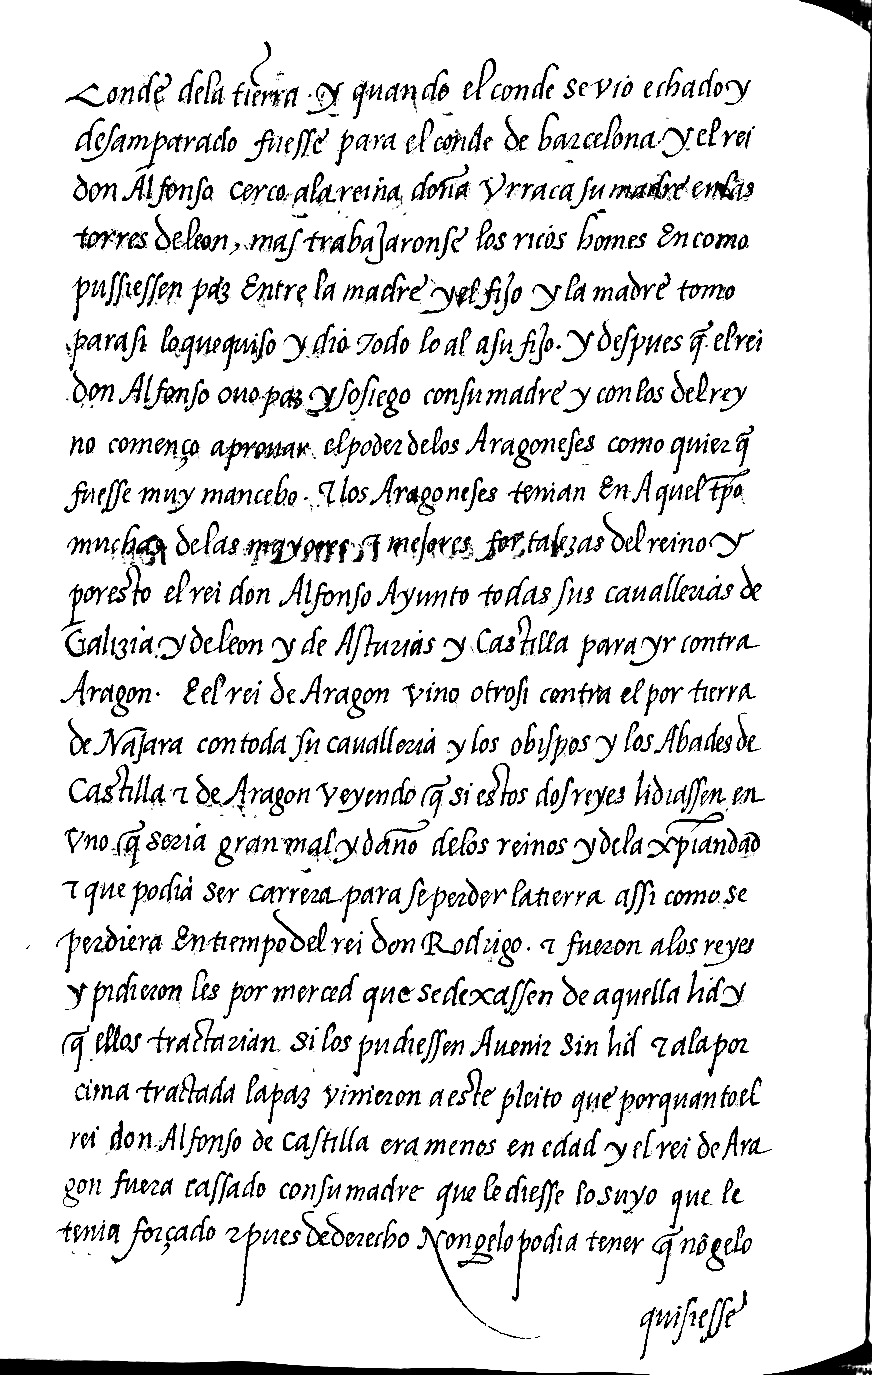 Conde dela tierra. y quando el conde se vio echado y
desamparado fuesse para el conde de barcelona. y el rei
don Alfonso cerco ala reina doña Vrraca su madre en las
torres de leon, mas trabajaronse los ricos homes En como
pussiessen paz Entre la madre y el fijo y la madre tomo
para si lo que quiso y dio Todo lo al a su fijo. y despues q̃ el rei
don Alfonso ouo paz y sosiego con su madre y con los del rey
no començo aprouar el poder delos Aragoneses como quier q̃
fuesse muy mancebo. τ los Aragoneses tenian En Aquel tp̃o
muchas de las mayores τ mejores fortalezas del reino y
por esto el rei don Alfonso Ayunto todas sus cauallerias de
Galizia y de leon y de Asturias y Castilla para yr contra
Aragon. E el rei de Aragon vino otrosi contra el por tierra
de Najara con toda su caualleria y los obispos y los Abades de
Castilla τ de Aragon veyendo q̃ si estos dos reyes lidiassen en
vno q̃ seria gran mal y daño delos reinos y dela xp̃iandad
τ que podia ser carrera para se perder la tierra assi como se
perdiera En tiempo del rei don Rodrigo. τ fueron alos reyes
y pidieron les por merced que se dexassen de aquella lid y
q̃ ellos tractarian si los pudiessen Auenir sin lid τ ala por
cima tractada la paz vinieron a este pleito que por quanto el
rei don Alfonso de castilla era menos en edad y el rei de Ara
gon fuera cassado con su madre que le diesse lo suyo que le
tenia forçado τ pues de derecho Non gelo podia tener q̃ nõ gelo
quisiesse